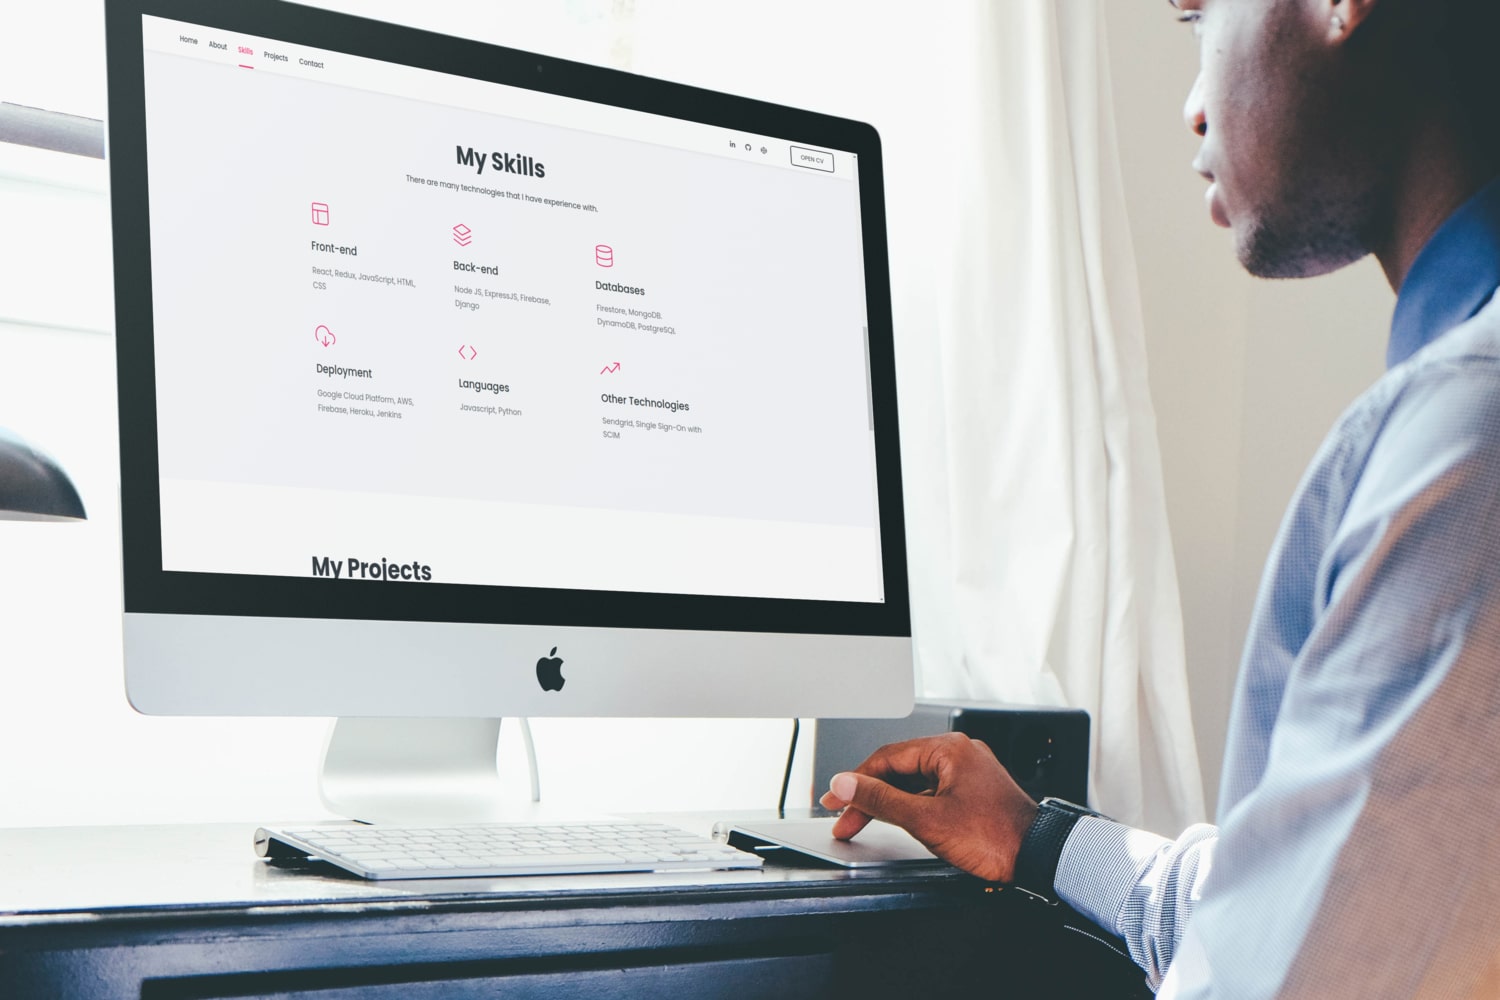 Home About Skills Projects Contact
OPEN CV
My Skills
There are many technologies that I have experience with.
Front-end
React, Redux, JavaScript, HTML,
CSS
Back-end
Node JS, ExpressJS, Firebase,
Django
Databases
Firestore, MongoDB,
DynamoDB, PostgreSQL
Deployment
Google Cloud Platform, AWS,
Firebase, Heroku, Jenkins
Languages
Javascript, Python
Other Technologies
Sendgrid, Single Sign-On with
SCIM
My Projects